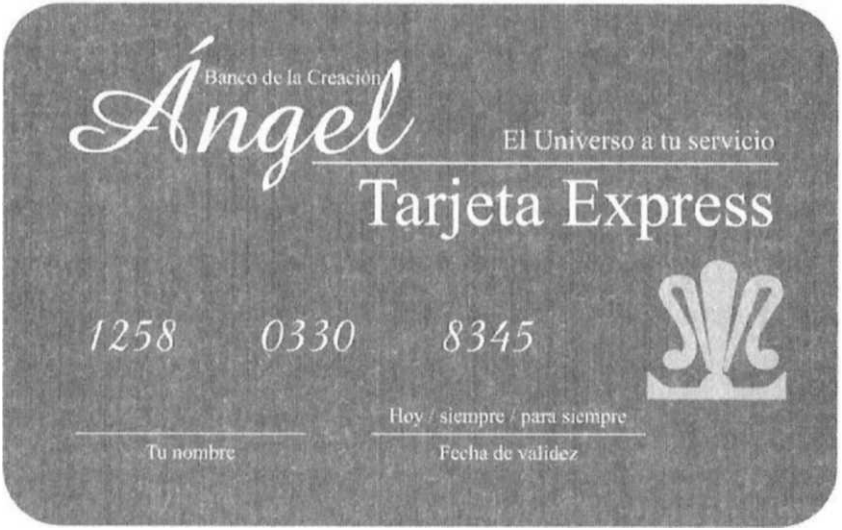 Banco de la Creación
Ángel
El Universo a tu servicio
Tarjeta Express
1258 0330 8345
Hoy / siempre / para siempre
Tu nombre Fecha de validez